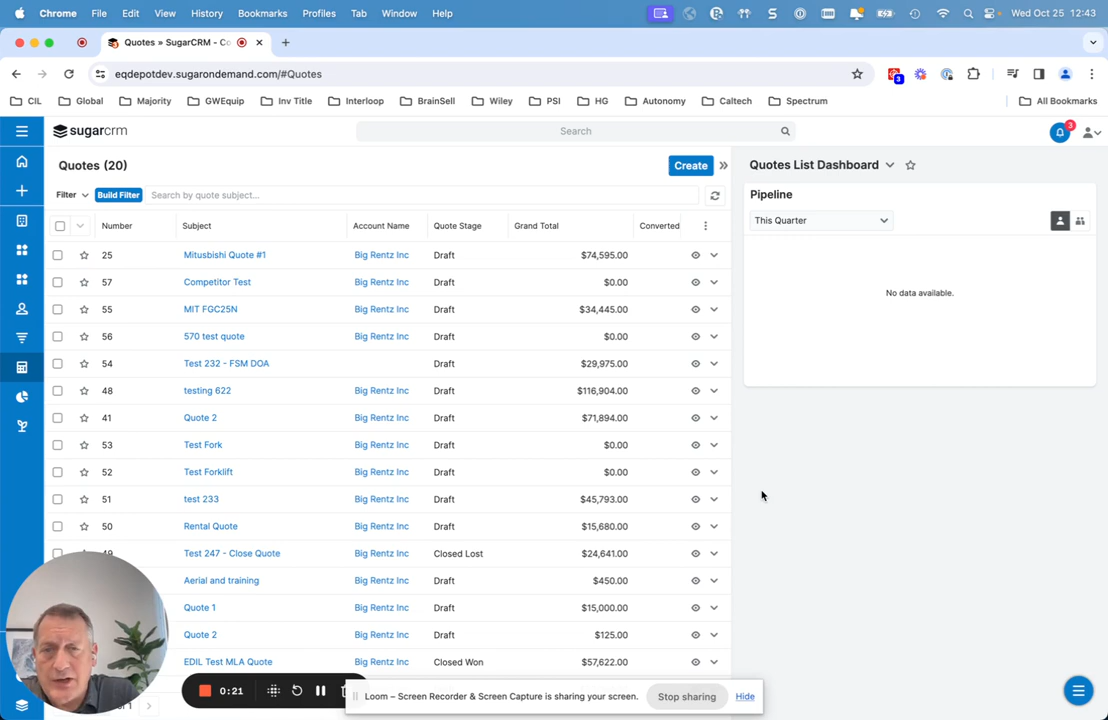 Chrome File Edit View History Bookmarks Profiles Tab Window Help Wed Oct 25 12:43
Quotes » SugarCRM - Co
eqdepotdev.sugarondemand.com/#Quotes 3
CIL Global Majority GWEquip Inv Title Interloop BrainSell Wiley PSI HG Autonomy Caltech Spectrum All Bookmarks
sugarcrm Search 3
Quotes (20) Create
Quotes List Dashboard
Filter Build Filter Search by quote subject...
Pipeline
This Quarter
No data available.
Number Subject Account Name Quote Stage Grand Total Converted
25 Mitusbishi Quote #1 Big Rentz Inc Draft $74,595.00
57 Competitor Test Big Rentz Inc Draft $0.00
55 MIT FGC25N Big Rentz Inc Draft $34,445.00
56 570 test quote Big Rentz Inc Draft $0.00
54 Test 232 - FSM DOA Draft $29,975.00
48 testing 622 Big Rentz Inc Draft $116,904.00
41 Quote 2 Big Rentz Inc Draft $71,894.00
53 Test Fork Big Rentz Inc Draft $0.00
52 Test Forklift Big Rentz Inc Draft $0.00
51 test 233 Big Rentz Inc Draft $45,793.00
50 Rental Quote Big Rentz Inc Draft $15,680.00
49 Test 247 - Close Quote Big Rentz Inc Closed Lost $24,641.00
Aerial and training Big Rentz Inc Draft $450.00
Quote 1 Big Rentz Inc Draft $15,000.00
Quote 2 Big Rentz Inc Draft $125.00
EDIL Test MLA Quote Big Rentz Inc Closed Won $57,622.00
0:21
Loom – Screen Recorder & Screen Capture is sharing your screen. Stop sharing Hide